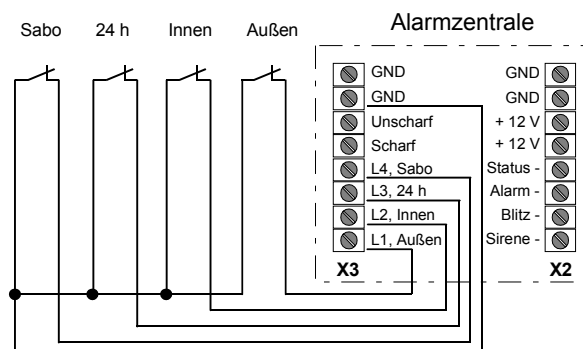 Alarmzentrale
Sabo 24 h Innen Außen
GND GND
GND GND
Unscharf + 12 V
Scharf + 12 V
L4, Sabo Status -
L3, 24 h Alarm -
L2, Innen Blitz -
L1, Außen Sirene -
X3 X2